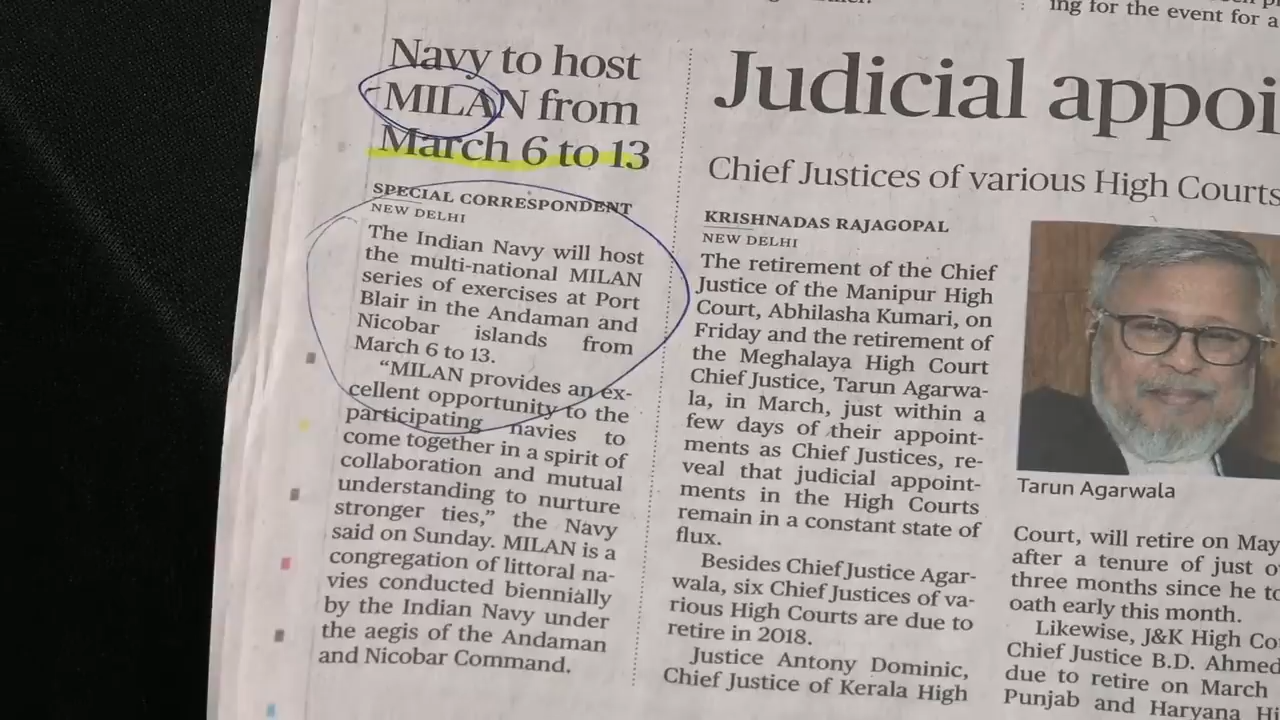 ing for the event for a
Navy to host
MILAN from
March 6 to 13
SPECIAL CORRESPONDENT
NEW DELHI
The Indian Navy will host
the multi-national MILAN
series of exercises at Port
Blair in the Andaman and
Nicobar islands from
March 6 to 13.
“MILAN provides an ex-
cellent opportunity to the
participating navies to
come together in a spirit of
collaboration and mutual
understanding to nurture
stronger ties,” the Navy
said on Sunday. MILAN is a
congregation of littoral na-
vies conducted biennially
by the Indian Navy under
the aegis of the Andaman
and Nicobar Command.
Judicial appoi
Chief Justices of various High Courts
KRISHNADAS RAJAGOPAL
NEW DELHI
The retirement of the Chief
Justice of the Manipur High
Court, Abhilasha Kumari, on
Friday and the retirement of
the Meghalaya High Court
Chief Justice, Tarun Agarwa-
la, in March, just within a
few days of their appoint-
ments as Chief Justices, re-
veal that judicial appoint-
ments in the High Courts
remain in a constant state of
flux.
Besides Chief Justice Agar-
wala, six Chief Justices of va-
rious High Courts are due to
retire in 2018.
Justice Antony Dominic,
Chief Justice of Kerala High
Tarun Agarwala
Court, will retire on May
after a tenure of just o
three months since he to
oath early this month.
Likewise, J&K High Co
Chief Justice B.D. Ahmed
due to retire on March
Punjab and Haryana Hi